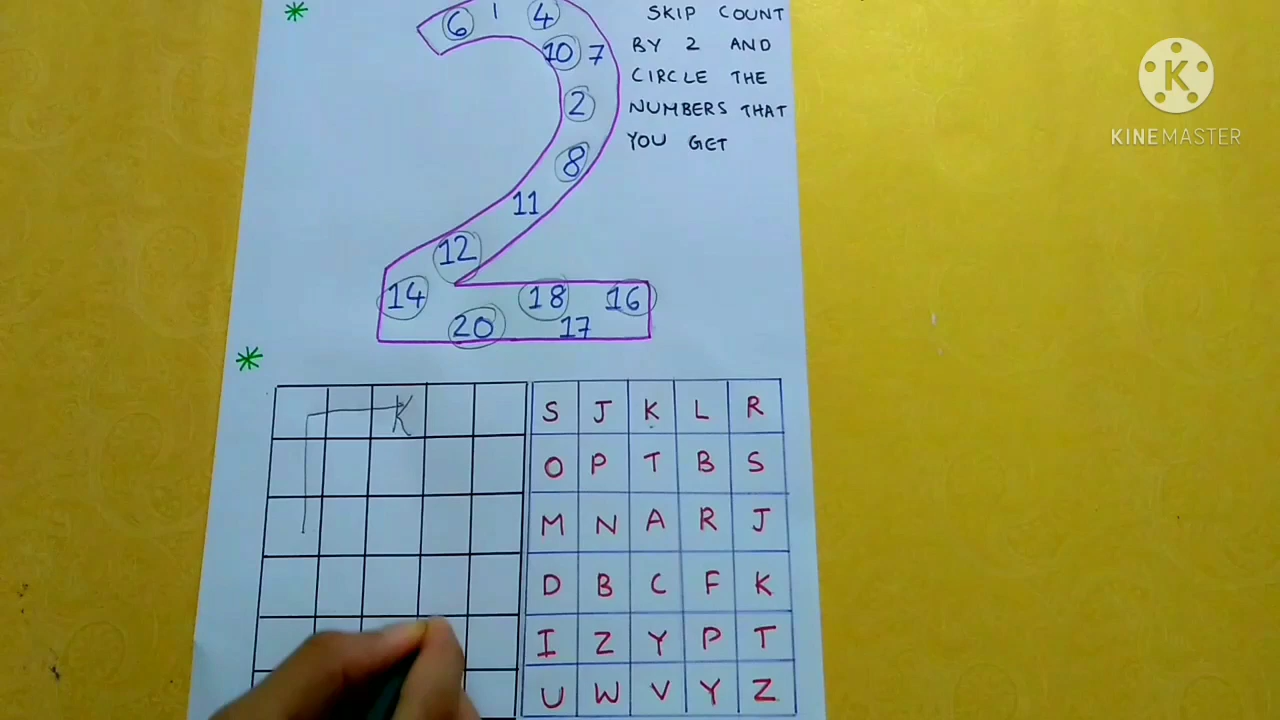 6 1 4
10 7
2
8
11
12
14 18 16
20 17
SKIP COUNT
BY 2 AND
CIRCLE THE
NUMBERS THAT
YOU GET
K
KINEMASTER
K
S J K L R
O P T B S
M N A R J
D B C F K
I Z Y P T
U W V Y Z